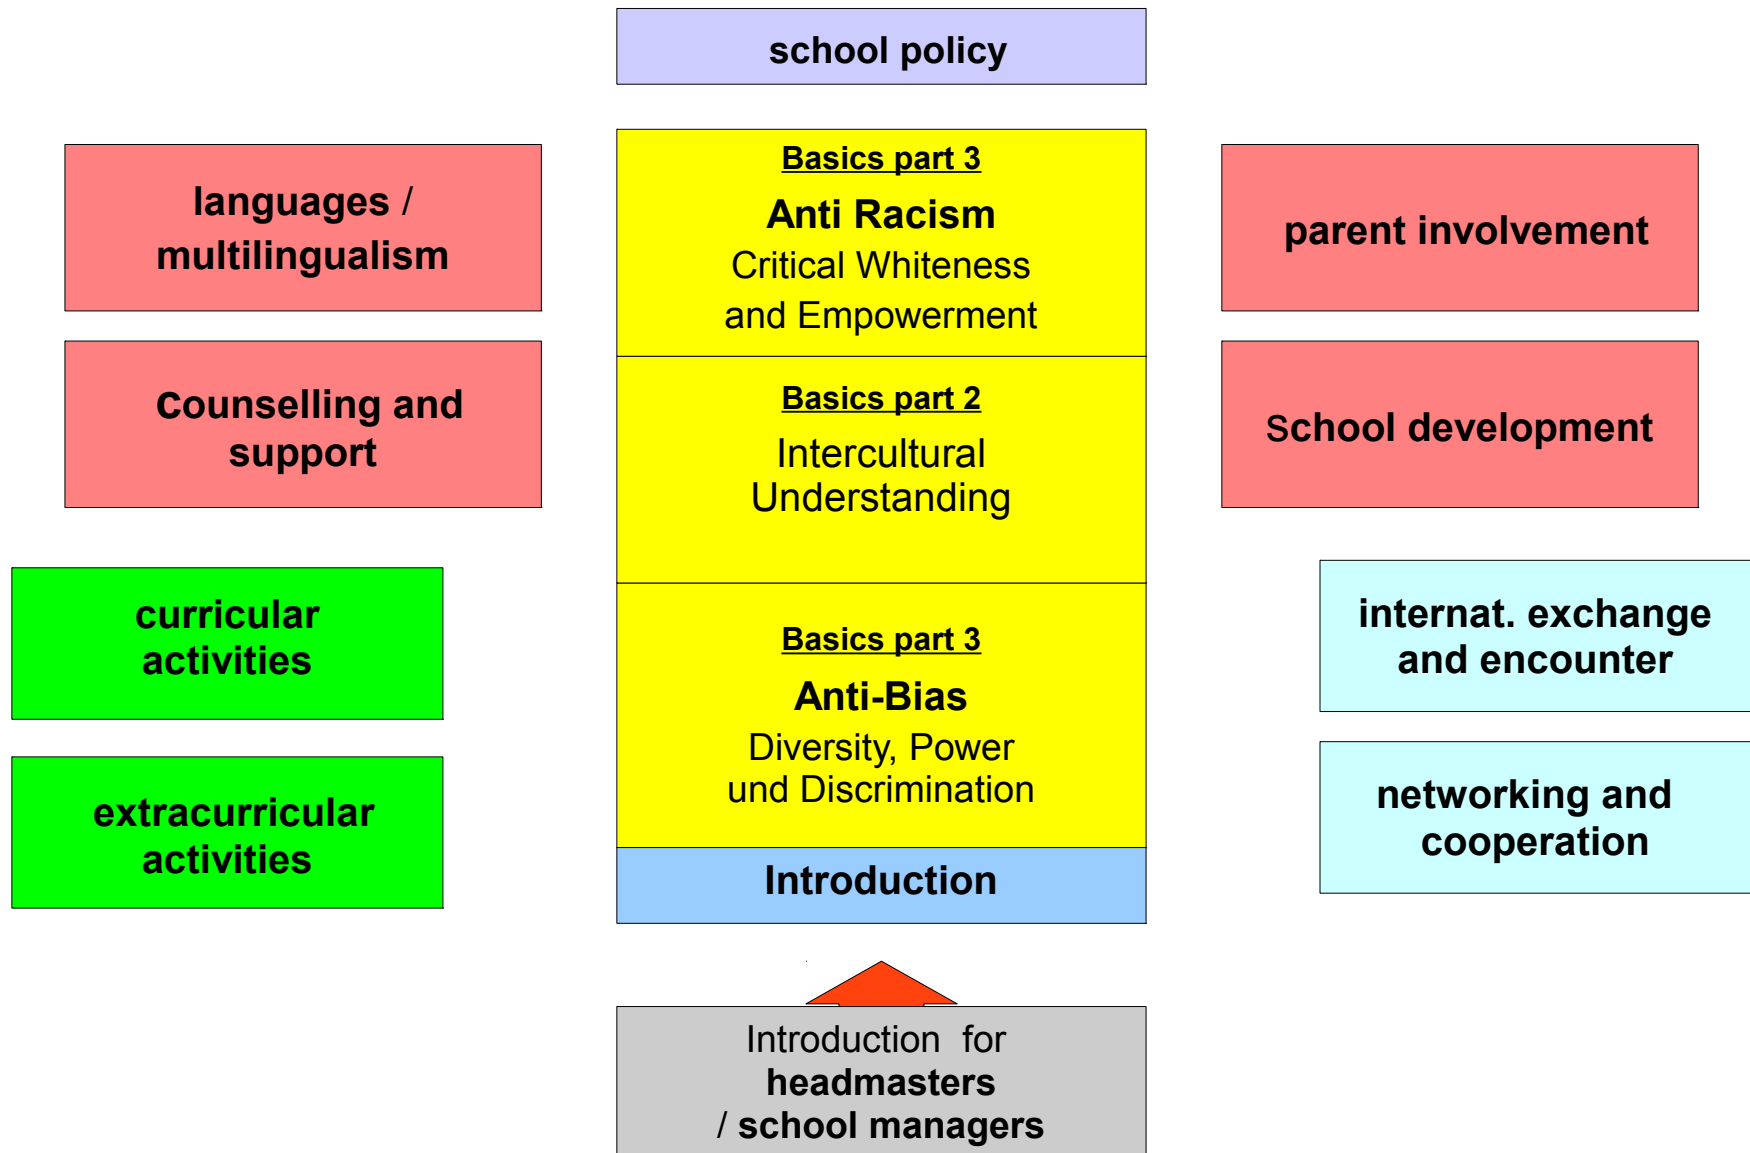 school policy
languages /
multilingualism
counselling and
support
curricular
activities
extracurricular
activities
Basics part 3
Anti Racism
Critical Whiteness
and Empowerment
Basics part 2
Intercultural
Understanding
Basics part 3
Anti-Bias
Diversity, Power
und Discrimination
Introduction
Introduction for
headmasters
/ school managers
parent involvement
school development
internat. exchange
and encounter
networking and
cooperation